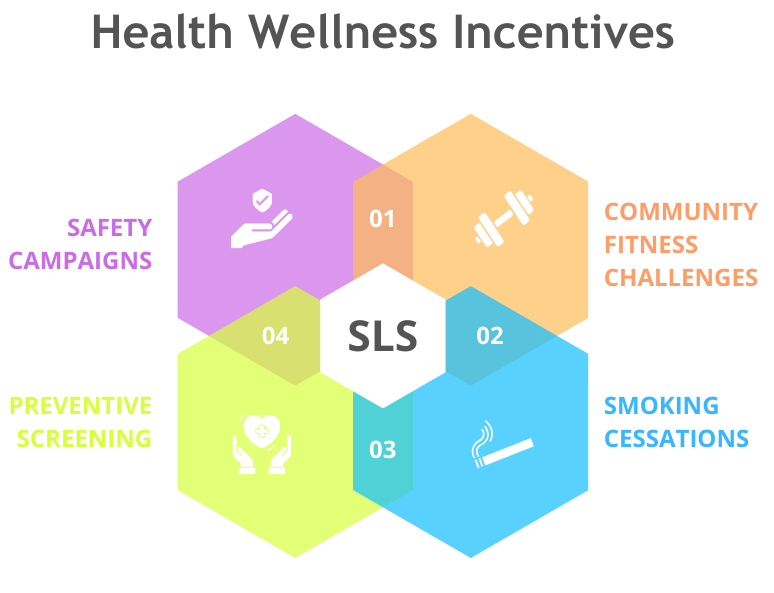 Health Wellness Incentives
SAFETY
CAMPAIGNS
01
COMMUNITY
FITNESS
CHALLENGES
04
SLS
02
PREVENTIVE
SCREENING
03
SMOKING
CESSATIONS